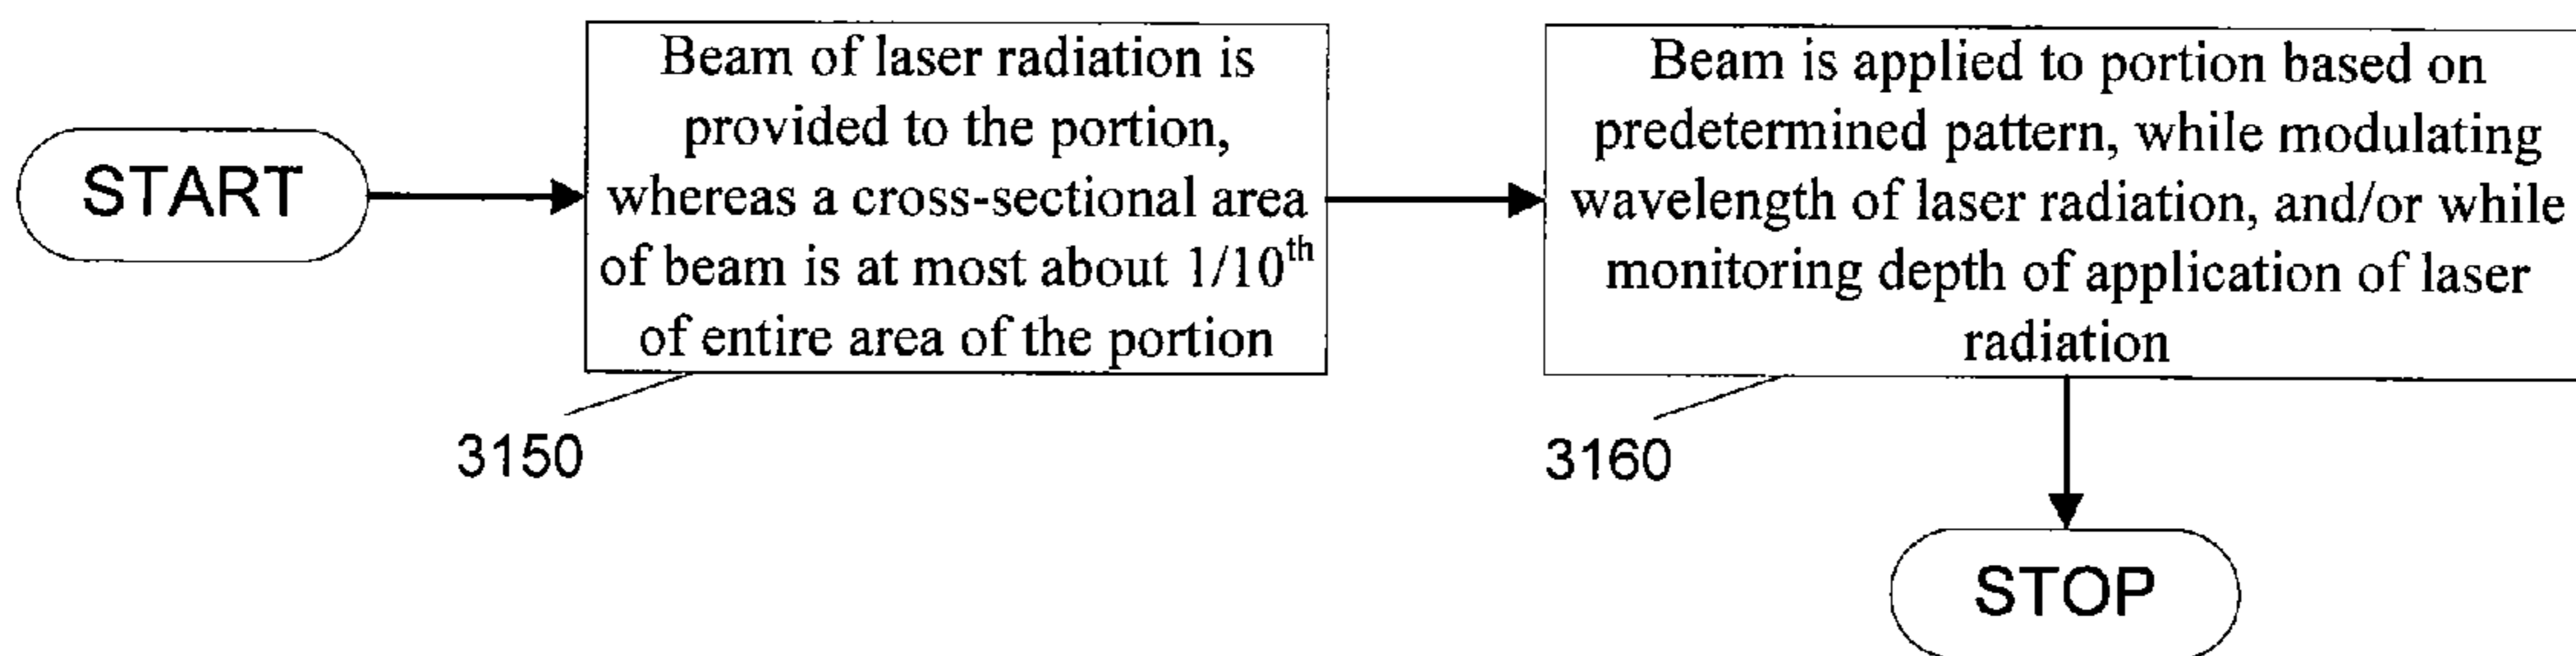 START
Beam of laser radiation is
provided to the portion,
whereas a cross-sectional area
of beam is at most about 1/10th
of entire area of the portion
3150
Beam is applied to portion based on
predetermined pattern, while modulating
wavelength of laser radiation, and/or while
monitoring depth of application of laser
radiation
3160
STOP